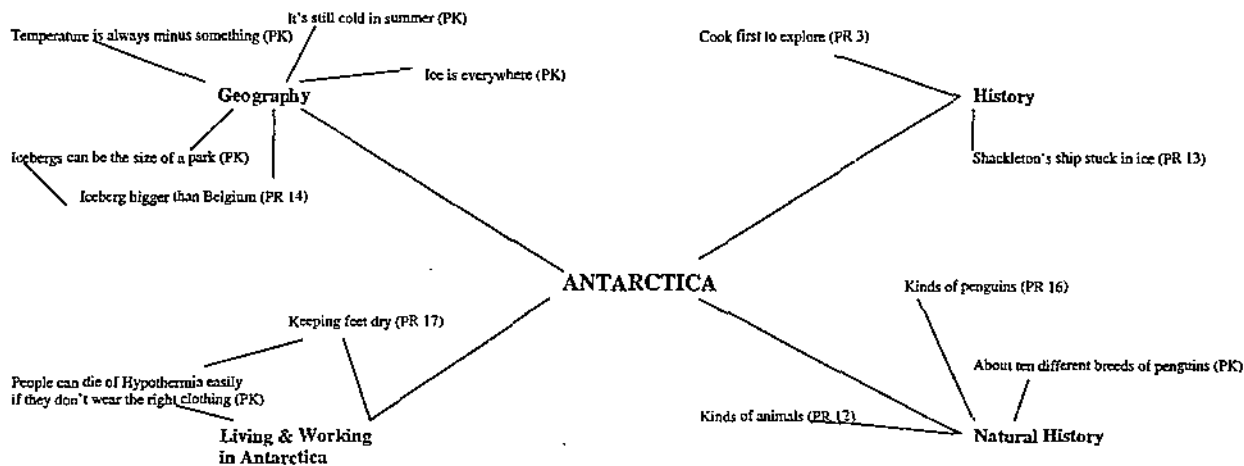 It's still cold in summer (PK)
Temperature is always minus something (PK)
Ice is everywhere (PK)
Geography
Icebergs can be the size of a park (PK)
Iceberg bigger than Belgium (PR 14)
Cook first to explore (PR 3)
History
Shackleton's ship stuck in ice (PR 13)
ANTARCTICA
Keeping feet dry (PR 17)
People can die of Hypothermia easily
if they don't wear the right clothing (PK)
Living & Working
in Antarctica
Kinds of penguins (PR 16)
About ten different breeds of penguins (PK)
Kinds of animals (PR 12)
Natural History